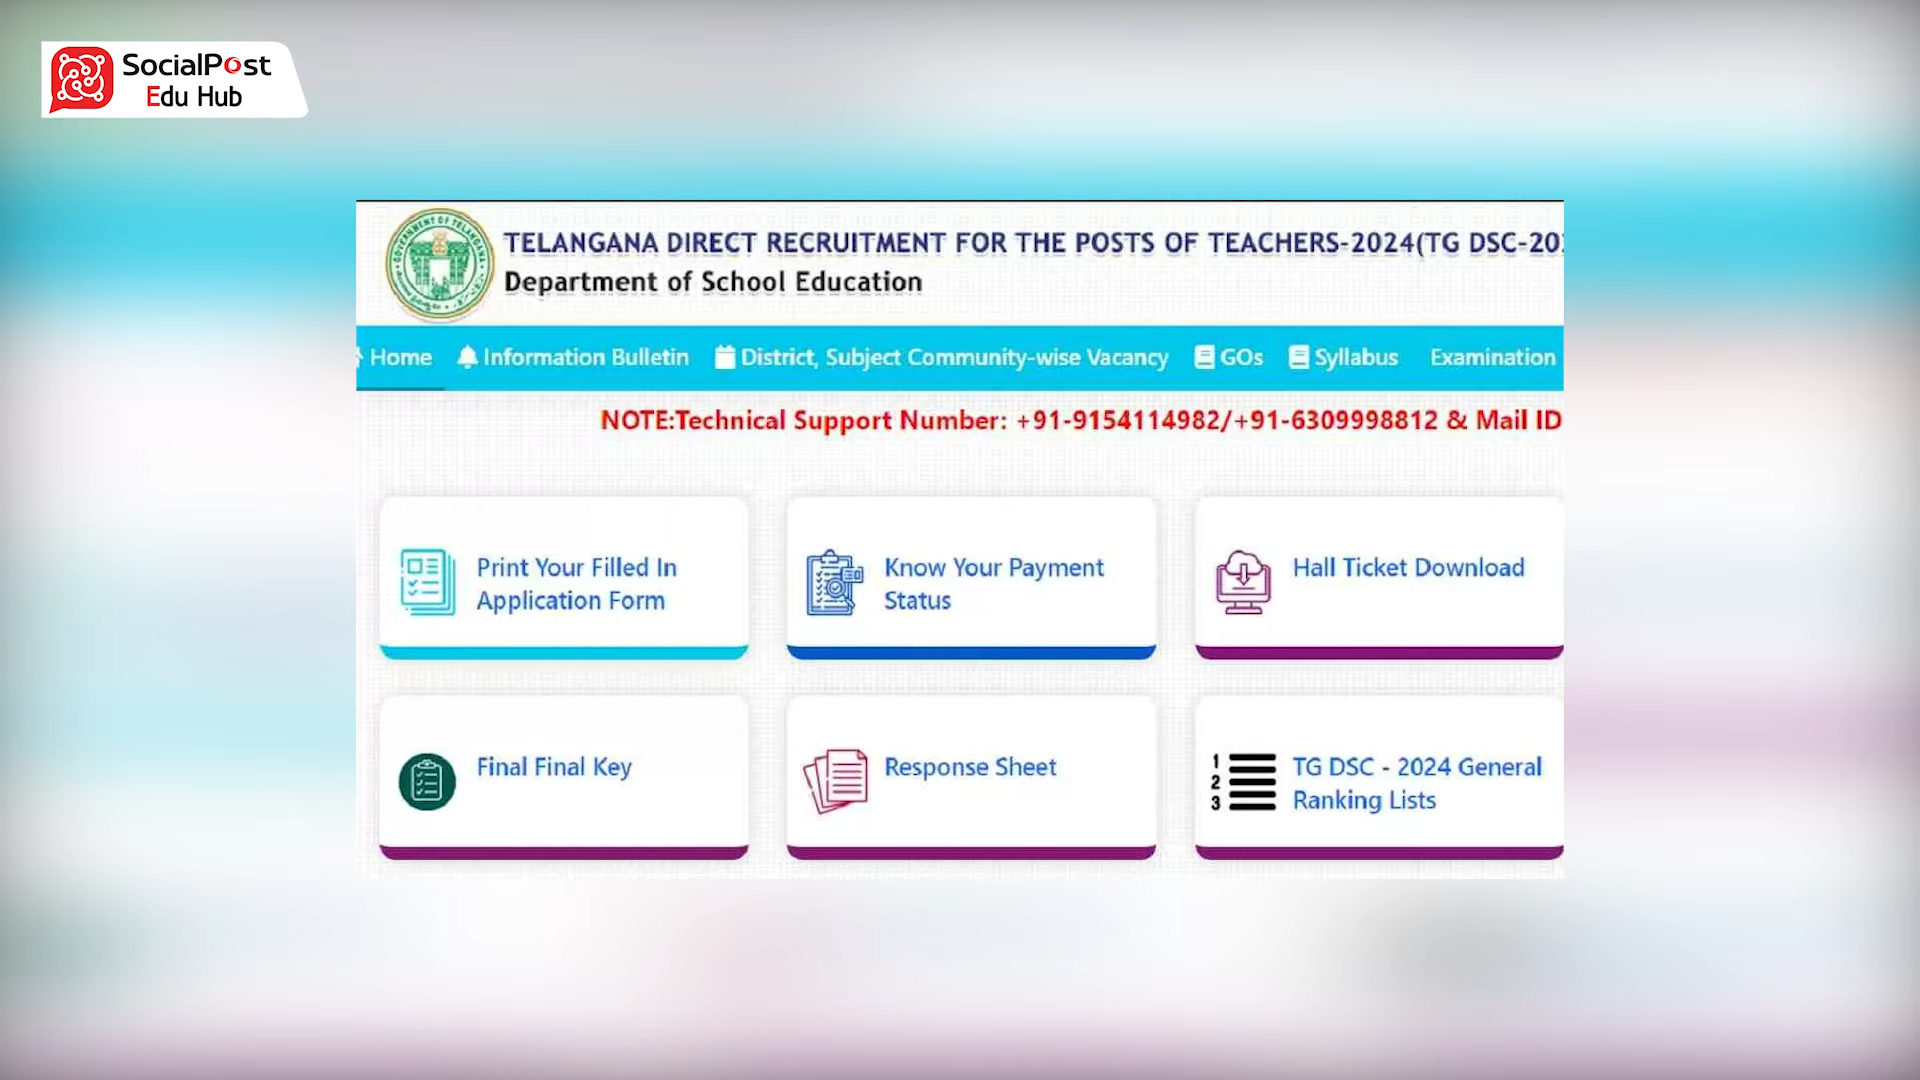 SocialPost
Edu Hub
TELANGANA DIRECT RECRUITMENT FOR THE POSTS OF TEACHERS-2024(TG DSC-20
Department of School Education
Home Information Bulletin District, Subject Community-wise Vacancy GOs Syllabus Examination
NOTE:Technical Support Number: +91-9154114982/+91-6309998812 & Mail ID
Print Your Filled In
Application Form
Know Your Payment
Status
Hall Ticket Download
Final Final Key
Response Sheet
1
2
3
TG DSC - 2024 General
Ranking Lists